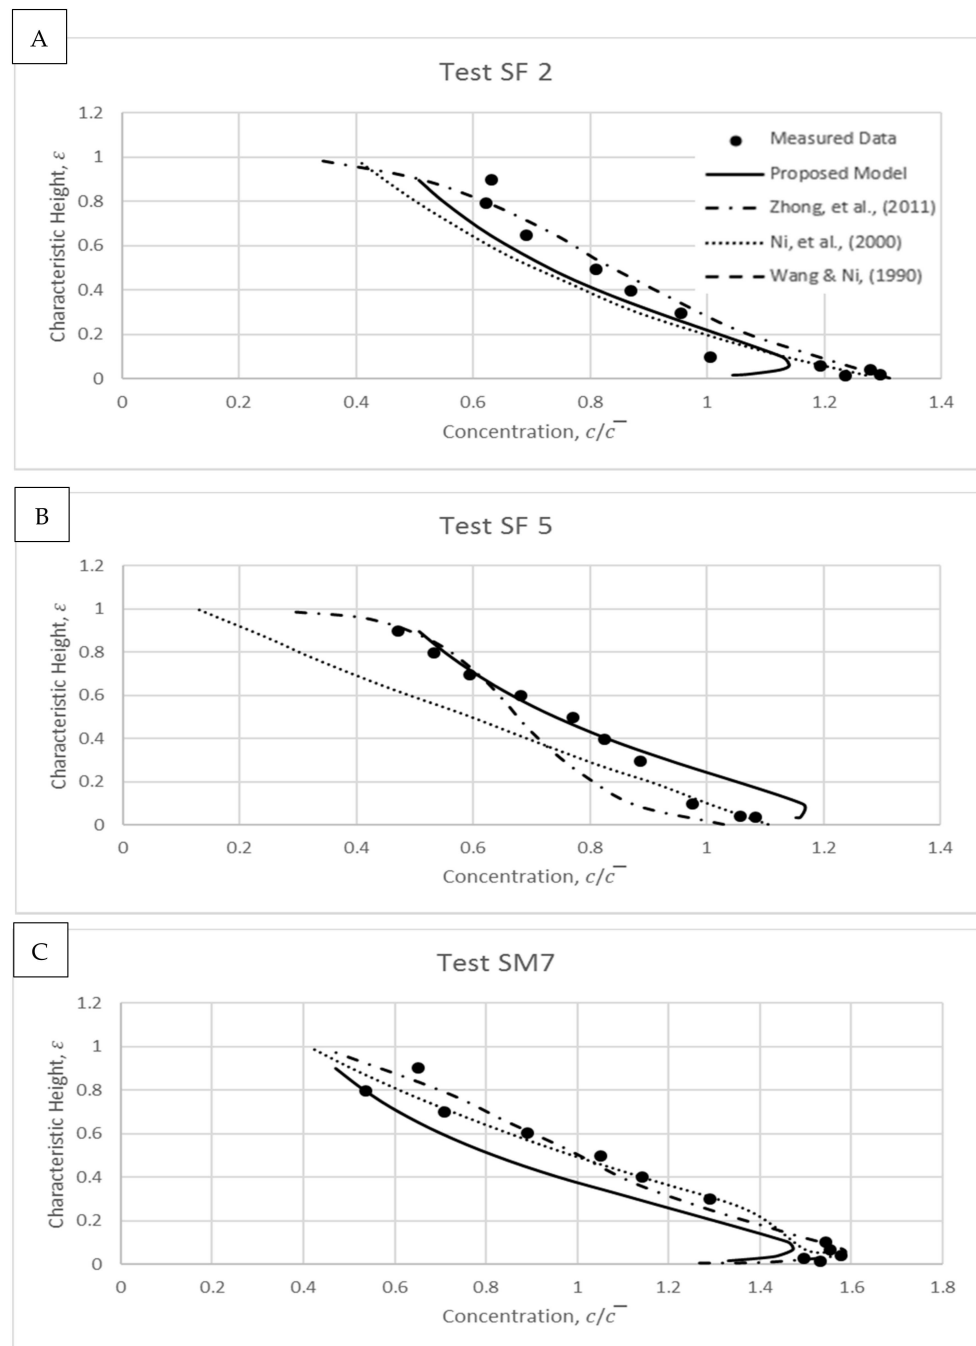 A
Test SF 2
Characteristic Height, ε
1.2
1
0.8
0.6
0.4
0.2
0
Measured Data
Proposed Model
Zhong, et al., (2011)
Ni, et al., (2000)
Wang & Ni, (1990)
0 0.2 0.4 0.6 0.8 1 1.2 1.4
Concentration, c/c̅
B
Test SF 5
Characteristic Height, ε
1.2
1
0.8
0.6
0.4
0.2
0
0 0.2 0.4 0.6 0.8 1 1.2 1.4
Concentration, c/c̅
C
Test SM7
Characteristic Height, ε
1.2
1
0.8
0.6
0.4
0.2
0
0 0.2 0.4 0.6 0.8 1 1.2 1.4 1.6 1.8
Concentration, c/c̅